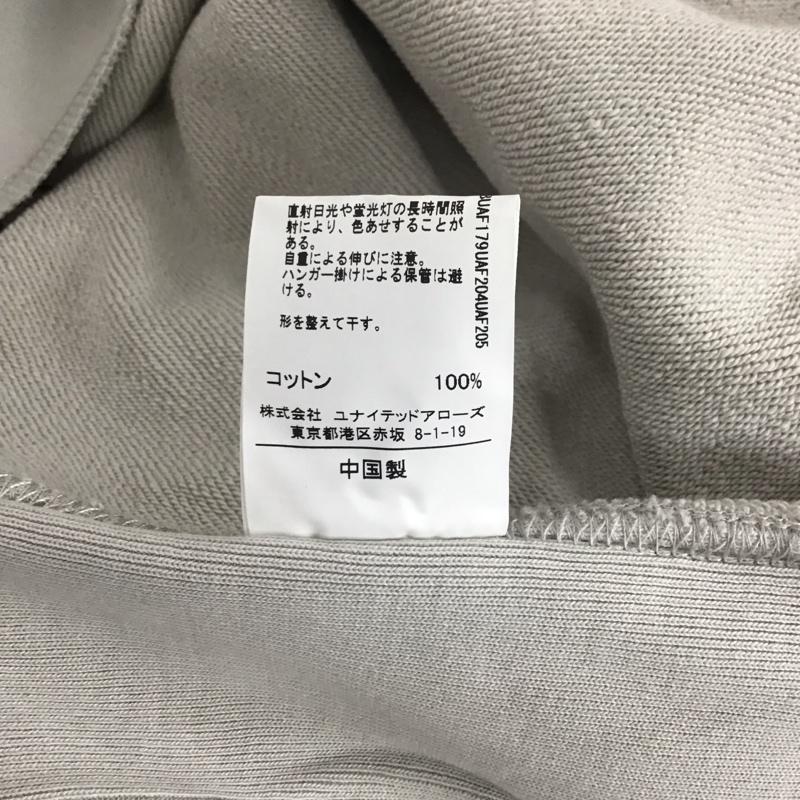 直射日光や蛍光灯の長時間照
射により、色あせすることが
ある。
自重による伸びに注意。
ハンガー掛けによる保管は避
ける。
形を整えて干す。
コットン 100%
株式会社 ユナイテッドアローズ
東京都港区赤坂 8-1-19
中国製
UAF179UAF204UAF205